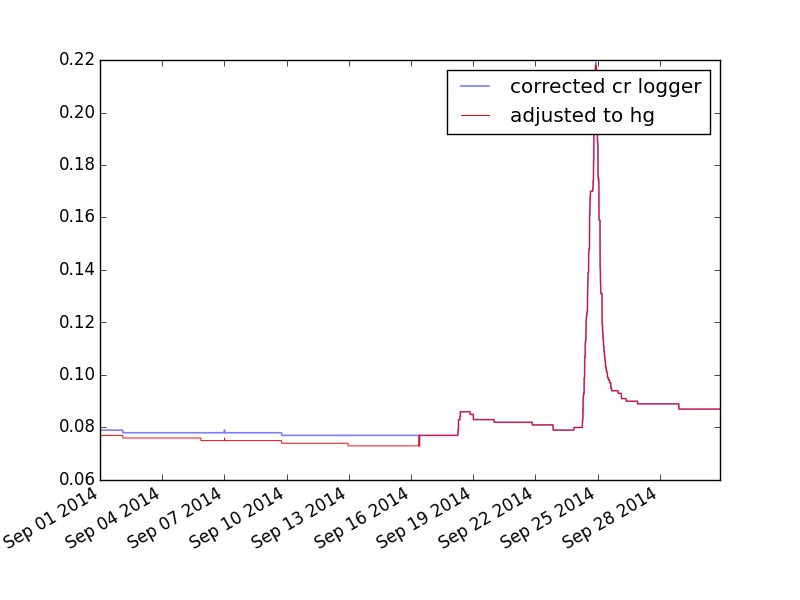 0.22
0.20
0.18
0.16
0.14
0.12
0.10
0.08
0.06
corrected cr logger
adjusted to hg
Sep 01 2014
Sep 04 2014
Sep 07 2014
Sep 10 2014
Sep 13 2014
Sep 16 2014
Sep 19 2014
Sep 22 2014
Sep 25 2014
Sep 28 2014